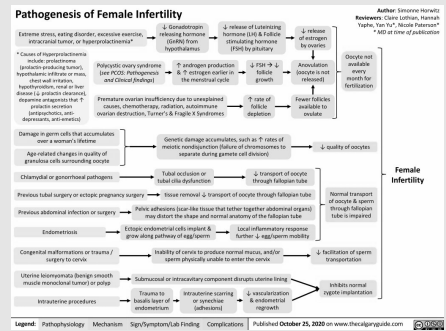 Pathogenesis of Female Infertility
Author: Simonne Horwitz
Reviewers: Claire Lothian, Hannah
Yaphe, Yan Yu*, Nicole Paterson*
* MD at time of publication
Extreme stress, eating disorder, excessive exercise,
intracranial tumor, or hyperprolactinemia*
↓ Gonadotropin
releasing hormone
(GnRH) from
hypothalamus
↓ release of Luteinizing
Hormone (LH) & Follicle
stimulating hormone
(FSH) by pituitary
↓ release
of estrogen
by ovaries
* Causes of Hyperprolactinemia
include: prolactinoma
(prolactin-producing tumor),
hypothalamic infiltrate or mass,
chest wall irritation,
hypothyroidism, renal or liver
disease (↓ prolactin clearance),
dopamine antagonists that ↑
prolactin secretion
(antipsychotics, anti-
depressants, anti-emetics)
Polycystic ovary syndrome
(see PCOS: Pathogenesis
and Clinical findings)
↑ androgen production
& ↑ estrogen earlier in
the menstrual cycle
↓ FSH → ↓
follicle
growth
Anovulation
(oocyte is not
released)
Oocyte not
available
every
month for
fertilization
Premature ovarian insufficiency due to unexplained
causes, chemotherapy, radiation, autoimmune
ovarian destruction, Turner's & Fragile X Syndromes
↑ rate of
follicle
depletion
Fewer follicles
available to
ovulate
Damage in germ cells that accumulates
over a woman's lifetime
Age-related changes in quality of
granulosa cells surrounding oocyte
Genetic damage accumulates, such as ↑ rates of
meiotic nondisjunction (failure of chromosomes to
separate during gamete cell division)
↓ quality of oocytes
Female
Infertility
Chlamydial or gonorrhoeal pathogens
Tubal occlusion or
tubal cilia dysfunction
↓ transport of oocyte
through fallopian tube
Previous tubal surgery or ectopic pregnancy surgery
Tissue removal ↓ transport of oocyte through fallopian tube
Previous abdominal infection or surgery
Pelvic adhesions (scar-like tissue that tether together abdominal organs)
may distort the shape and normal anatomy of the fallopian tube
Normal transport
of oocyte & sperm
through fallopian
tube is impaired
Endometriosis
Ectopic endometrial cells implant &
grow along pathway of egg/sperm
Local inflammatory response
further ↓ egg/sperm mobility
Congenital malformations or trauma /
surgery to cervix
Inability of cervix to produce normal mucus, and/or
sperm physically unable to enter the cervix
↓ facilitation of sperm
transportation
Uterine leiomyomata (benign smooth
muscle monoclonal tumor) or polyp
Submucosal or intracavitary component disrupts uterine lining
Intrauterine procedures
Trauma to
basalis layer of
endometrium
Intrauterine scarring
or synechiae
(adhesions)
↓ vascularization
& endometrial
regrowth
Inhibits normal
zygote implantation
Legend: Pathophysiology Mechanism Sign/Symptom/Lab Finding Complications
Published October 25, 2020 on www.thecalgaryguide.com